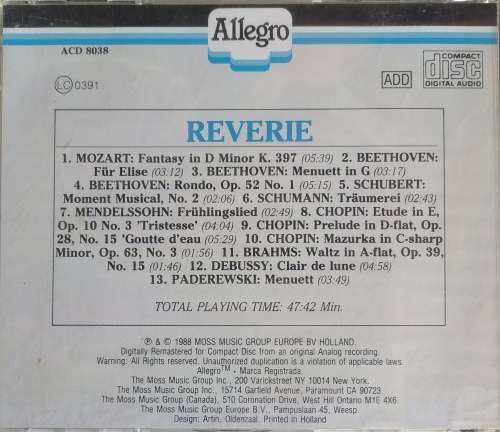 Allegro
ACD 8038
LC 0391
ADD
COMPACT
disc
DIGITAL AUDIO
REVERIE
1. MOZART: Fantasy in D Minor K. 397 (05:39) 2. BEETHOVEN:
Für Elise (03:12) 3. BEETHOVEN: Menuett in G (03:17)
4. BEETHOVEN: Rondo, Op. 52 No. 1 (05:15) 5. SCHUBERT:
Moment Musical, No. 2 (02:06) 6. SCHUMANN: Träumerei (02:43)
7. MENDELSSOHN: Frühlingslied (02:49) 8. CHOPIN: Etude in E,
Op. 10 No. 3 'Tristesse' (04:04) 9. CHOPIN: Prelude in D-flat, Op.
28, No. 15 'Goutte d'eau (05:29) 10. CHOPIN: Mazurka in C-sharp
Minor, Op. 63, No. 3 (01:56) 11. BRAHMS: Waltz in A-flat, Op. 39,
No. 15 (01:46) 12. DEBUSSY: Clair de lune (04:58)
13. PADEREWSKI: Menuett (03:49)
TOTAL PLAYING TIME: 47:42 Min.
℗ & © 1988 MOSS MUSIC GROUP EUROPE BV HOLLAND.
Digitally Remastered for Compact Disc from an original Analog recording.
Warning: All Rights reserved. Unauthorized duplication is a violation of applicable laws.
Allegro™ - Marca Registrada.
The Moss Music Group Inc., 200 Varickstreet NY 10014 New York.
The Moss Music Group Inc., 15714 Garfield Avenue, Paramount CA 90723.
The Moss Music Group (Canada), 510 Coronation Drive, West Hill Ontario M1E 4X6.
The Moss Music Group Europe B.V., Pampuslaan 45, Weesp.
Design: Artin, Oldenzaal. Printed in Holland